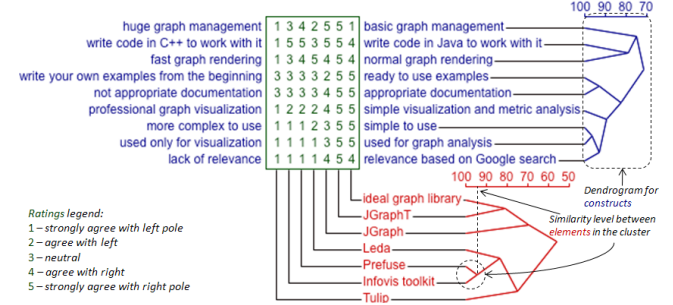 100 90 80 70
huge graph management 1 3 4 2 5 5 1 basic graph management
write code in C++ to work with it 1 5 5 3 5 5 4 write code in Java to work with it
fast graph rendering 1 3 4 5 4 5 4 normal graph rendering
write your own examples from the beginning 3 3 3 3 2 5 5 ready to use examples
not appropriate documentation 3 3 3 3 4 5 5 appropriate documentation
professional graph visualization 1 2 2 2 4 5 5 simple visualization and metric analysis
more complex to use 1 1 1 2 3 5 5 simple to use
used only for visualization 1 1 1 1 3 5 5 used for graph analysis
lack of relevance 1 1 1 1 4 5 4 relevance based on Google search
100 90 80 70 60 50
Dendrogram for
constructs
ideal graph library
JGraphT
JGraph
Leda
Prefuse
Infovis toolkit
Tulip
Similarity level between
elements in the cluster
Ratings legend:
1 – strongly agree with left pole
2 – agree with left
3 – neutral
4 – agree with right
5 – strongly agree with right pole